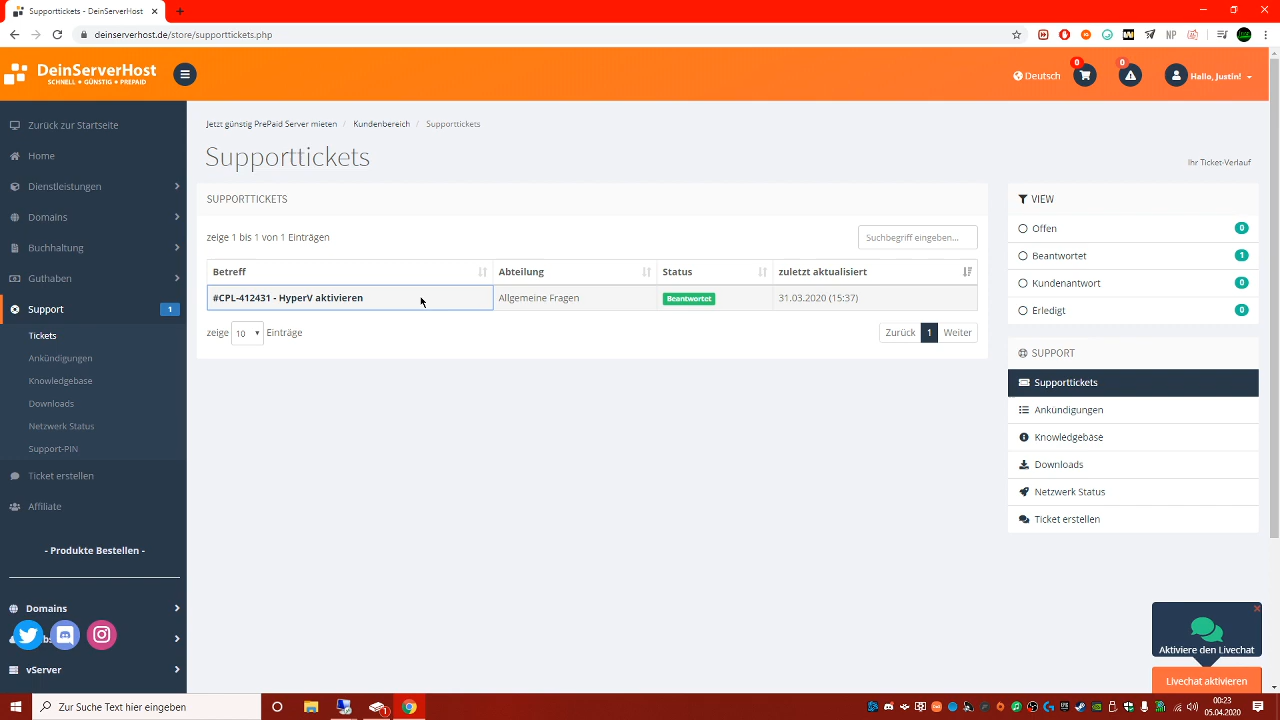 Supporttickets - DeinServerHost
deinserverhost.de/store/supporttickets.php
NP
DeinServerHost
SCHNELL • GÜNSTIG • PREPAID
Deutsch
0
0
Hallo, Justin!
Zurück zur Startseite
Home
Dienstleistungen
Domains
Buchhaltung
Guthaben
Support
1
Tickets
Ankündigungen
Knowledgebase
Downloads
Netzwerk Status
Support-PIN
Ticket erstellen
Affiliate
- Produkte Bestellen -
Domains
vServer
Jetzt günstig PrePaid Server mieten / Kundenbereich / Supporttickets
Supporttickets
Ihr Ticket-Verlauf
SUPPORTTICKETS
zeige 1 bis 1 von 1 Einträgen
Suchbegriff eingeben...
Betreff Abteilung Status zuletzt aktualisiert
#CPL-412431 - HyperV aktivieren Allgemeine Fragen Beantwortet 31.03.2020 (15:37)
zeige 10 Einträge
Zurück 1 Weiter
VIEW
Offen 0
Beantwortet 1
Kundenantwort 0
Erledigt 0
SUPPORT
Supporttickets
Ankündigungen
Knowledgebase
Downloads
Netzwerk Status
Ticket erstellen
Aktiviere den Livechat
Livechat aktivieren
Zur Suche Text hier eingeben
00:23
05.04.2020